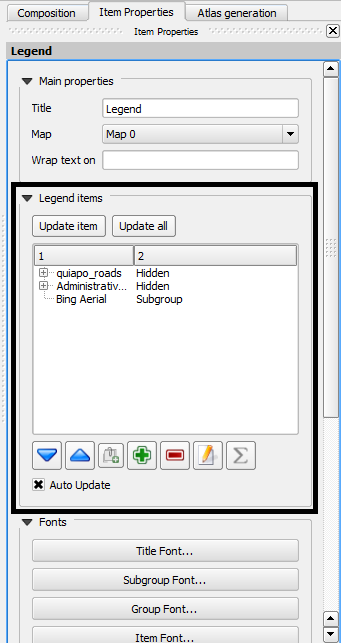 Composition Item Properties Atlas generation
Item Properties
Legend
Main properties
Title Legend
Map Map 0
Wrap text on
Legend items
Update item Update all
1 2
quiapo_roads Hidden
Administrativ... Hidden
Bing Aerial Subgroup
Auto Update
Fonts
Title Font...
Subgroup Font...
Group Font...
Item Font...